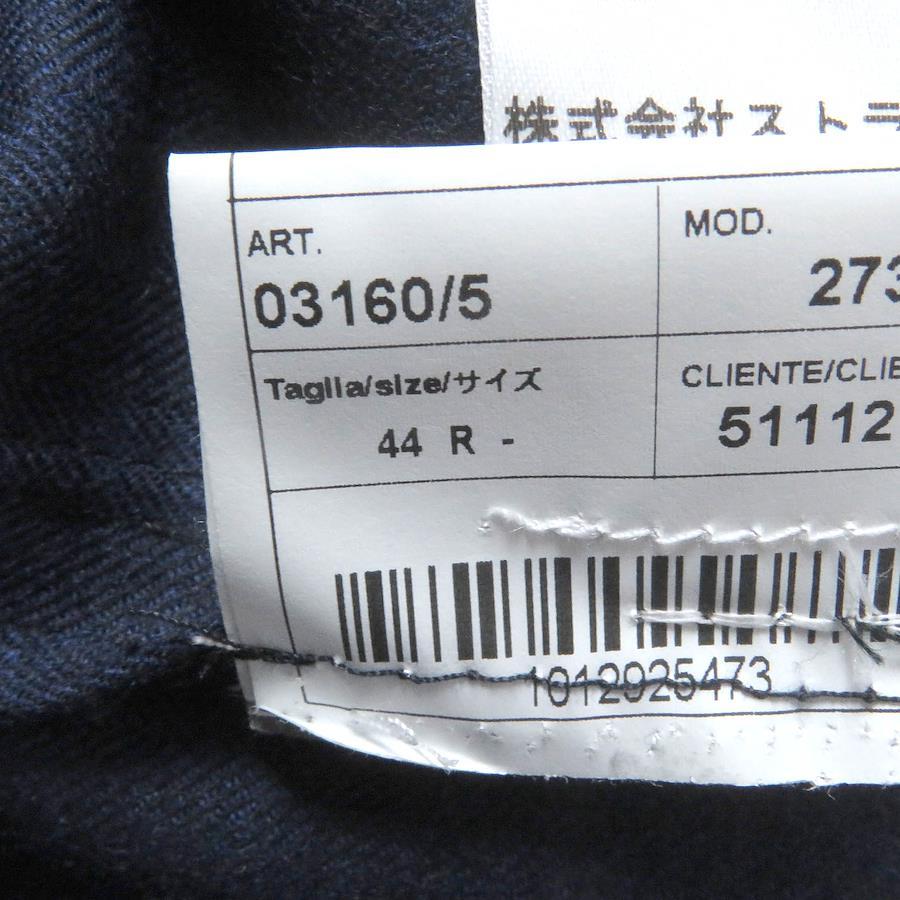 株式会社ストラ
ART.
03160/5
MOD.
273
Taglia/size/サイズ
44 R -
CLIENTE/CLIE
51112
1012925473